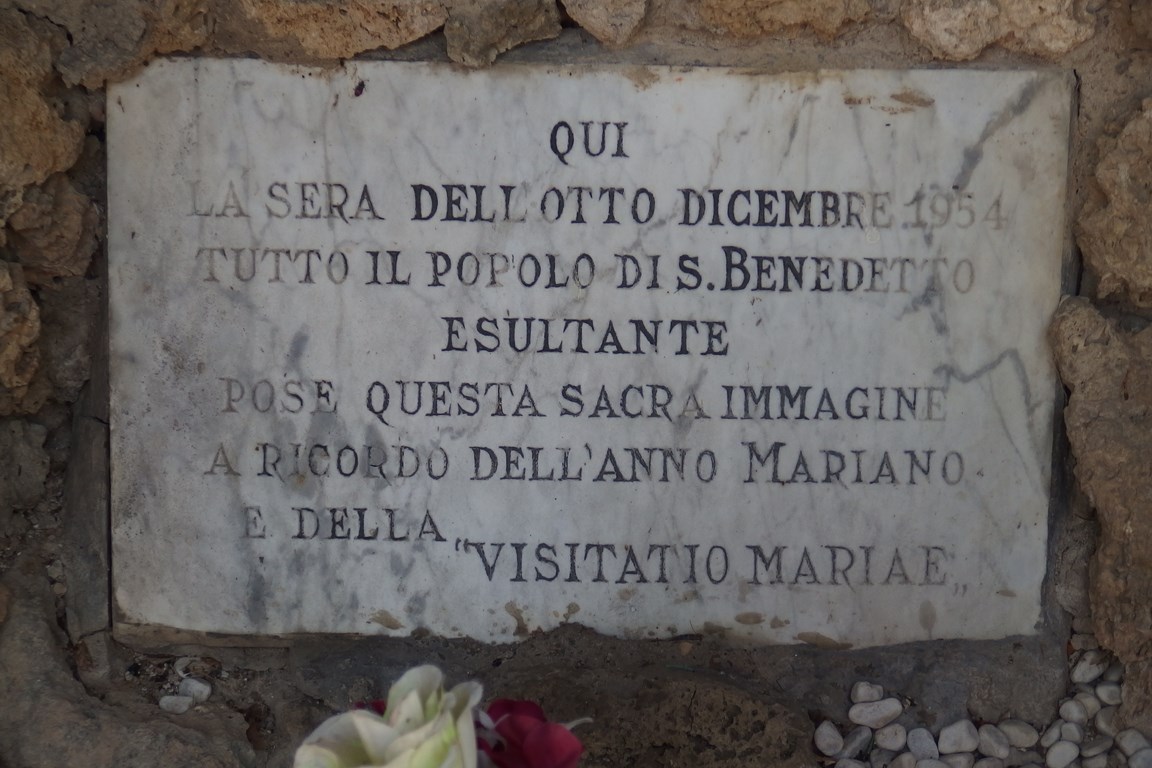 QUI
LA SERA DELL'OTTO DICEMBRE 1954
TUTTO IL POPOLO DI S. BENEDETTO
ESULTANTE
POSE QUESTA SACRA IMMAGINE
A RICORDO DELL'ANNO MARIANO
E DELLA
"VISITATIO MARIAE„